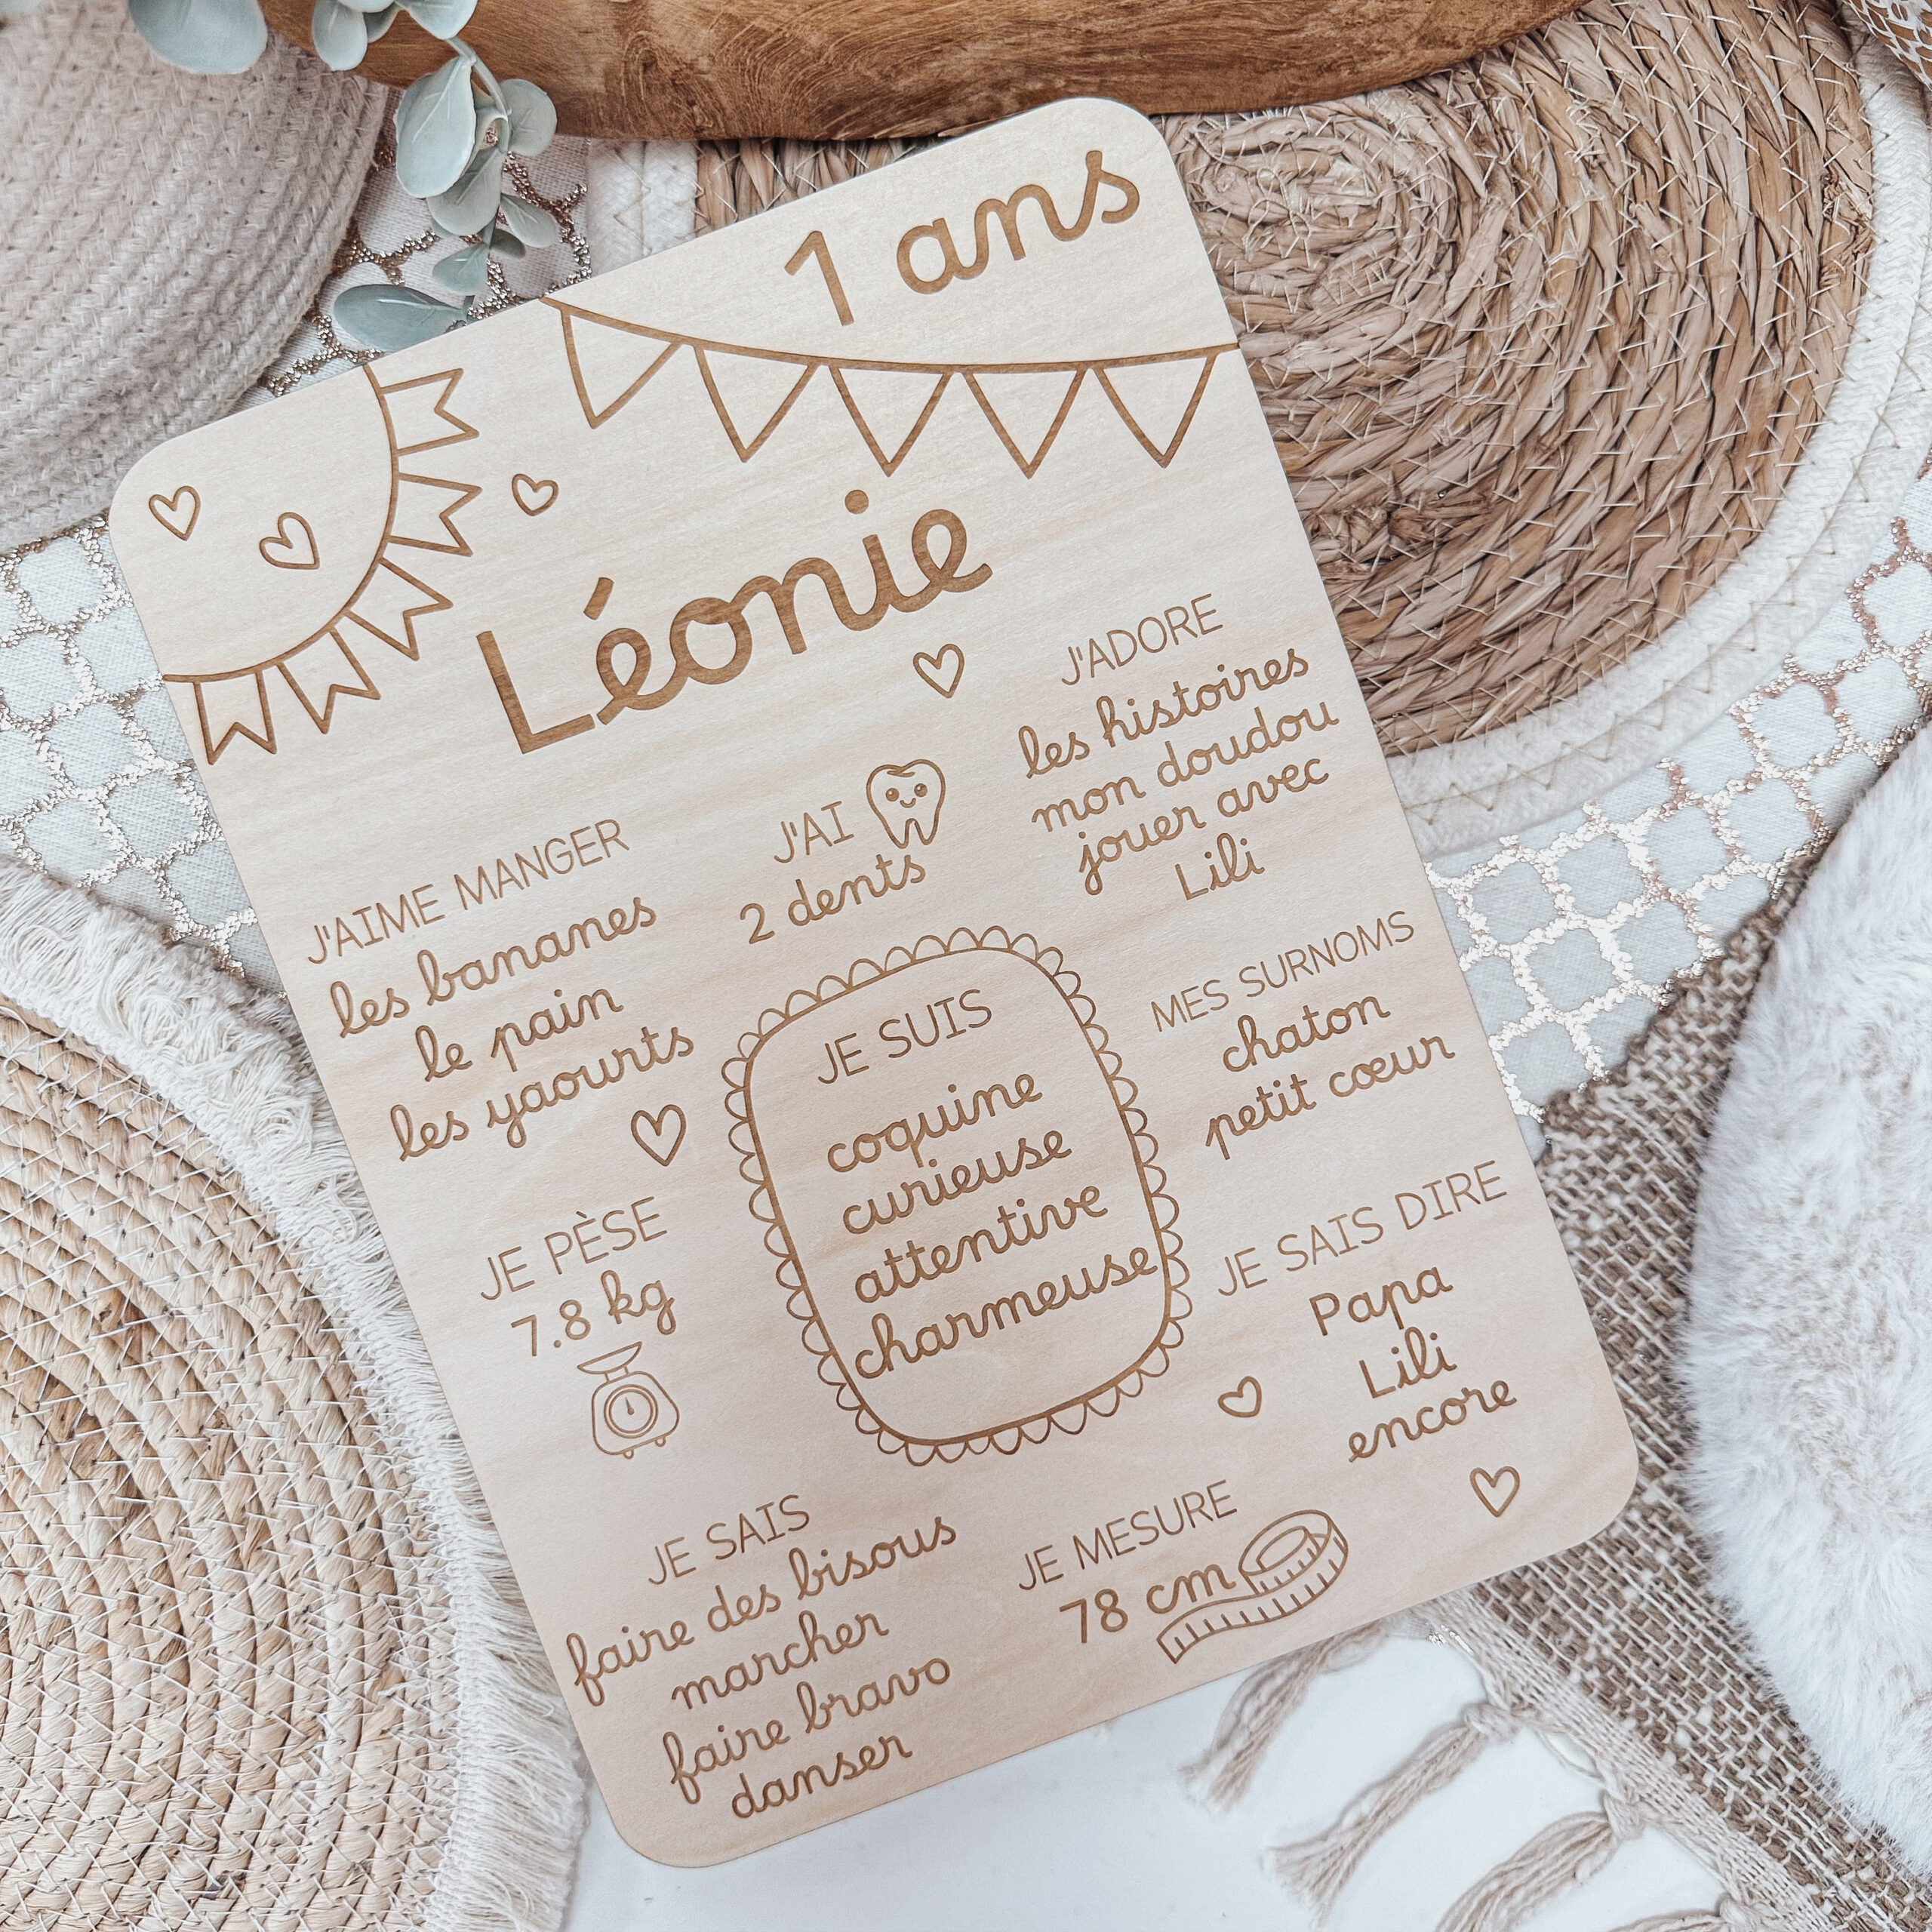 1 ans
Léonie
J'AIME MANGER
les bananes
le pain
les yaourts
J'AI
2 dents
J'ADORE
les histoires
mon doudou
jouer avec
Lili
MES SURNOMS
chaton
petit cœur
JE SUIS
coquine
curieuse
attentive
charmeuse
JE PÈSE
7.8 kg
JE SAIS DIRE
Papa
Lili
encore
JE SAIS
faire des bisous
marcher
faire bravo
danser
JE MESURE
78 cm